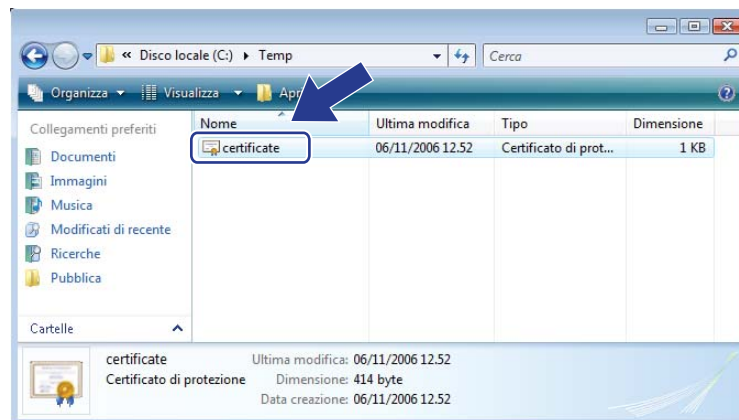 « Disco locale (C:) Temp Cerca
Organizza Visualizza
Collegamenti preferiti Nome Ultima modifica Tipo Dimensione
certificate 06/11/2006 12.52 Certificato di prot... 1 KB
Documenti
Immagini
Musica
Modificati di recente
Ricerche
Pubblica
Cartelle
certificate Ultima modifica: 06/11/2006 12.52
Certificato di protezione Dimensione: 414 byte
Data creazione: 06/11/2006 12.52